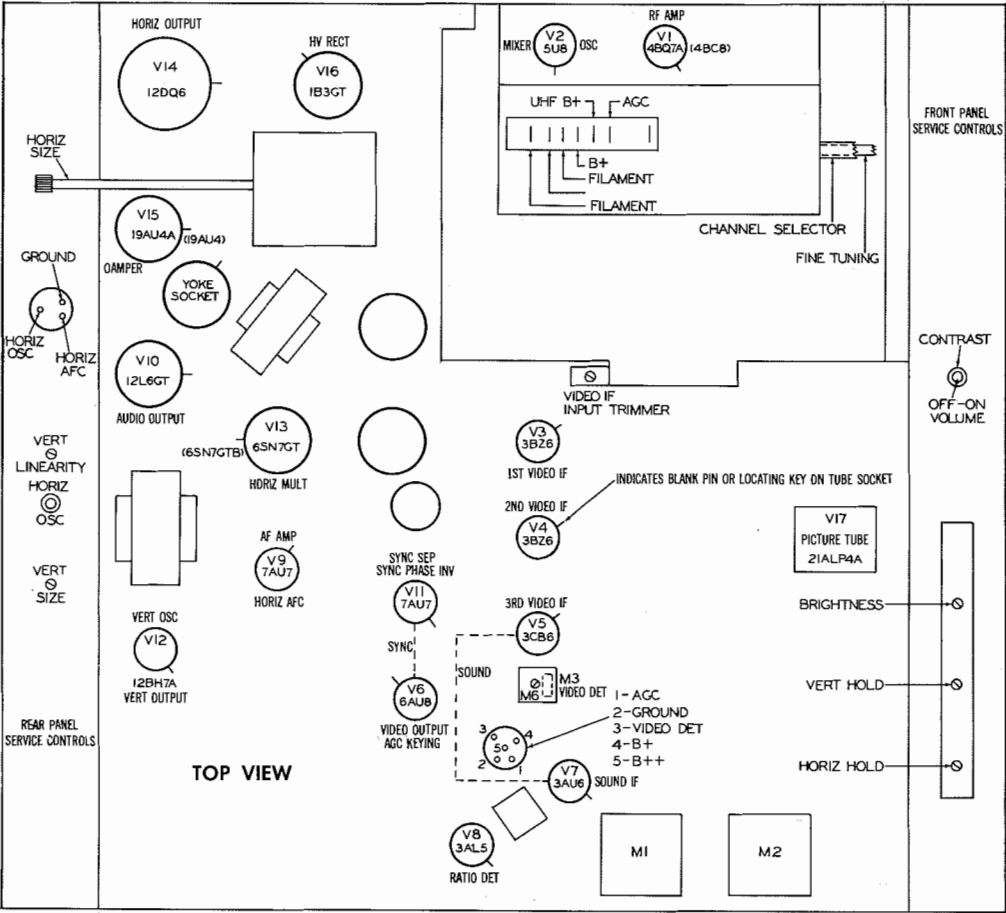 HORIZ OUTPUT
V14
12DQ6
HV RECT
V16
1B3GT
MIXER
V2
5U8
OSC
RF AMP
V1
4BQ7A
(4BC8)
UHF B+
AGC
B+
FILAMENT
FILAMENT
CHANNEL SELECTOR
FINE TUNING
FRONT PANEL
SERVICE CONTROLS
HORIZ
SIZE
V15
19AU4A
(19AU4)
OAMPER
YOKE
SOCKET
GROUND
HORIZ
OSC
HORIZ
AFC
V10
12L6GT
AUDIO OUTPUT
CONTRAST
OFF-ON
VOLUME
VIDEO IF
INPUT TRIMMER
V13
6SN7GT
(6SN7GTB)
HORIZ MULT
V3
3BZ6
1ST VIDEO IF
VERT
LINEARITY
HORIZ
OSC
INDICATES BLANK PIN OR LOCATING KEY ON TUBE SOCKET
2ND VIDEO IF
V4
3BZ6
V17
PICTURE TUBE
21ALP4A
AF AMP
V9
7AU7
HORIZ AFC
SYNC SEP
SYNC PHASE INV
V11
7AU7
VERT
SIZE
3RD VIDEO IF
V5
3CB6
BRIGHTNESS
VERT OSC
V12
12BH7A
VERT OUTPUT
SYNC
SOUND
V6
6AU8
VIDEO OUTPUT
AGC KEYING
M6
M3
VIDEO DET
VERT HOLD
1-AGC
2-GROUND
3-VIDEO DET
4-B+
5-B++
3
4
5
2
1
REAR PANEL
SERVICE CONTROLS
TOP VIEW
V7
3AU6
SOUND IF
HORIZ HOLD
V8
3AL5
RATIO DET
M1
M2